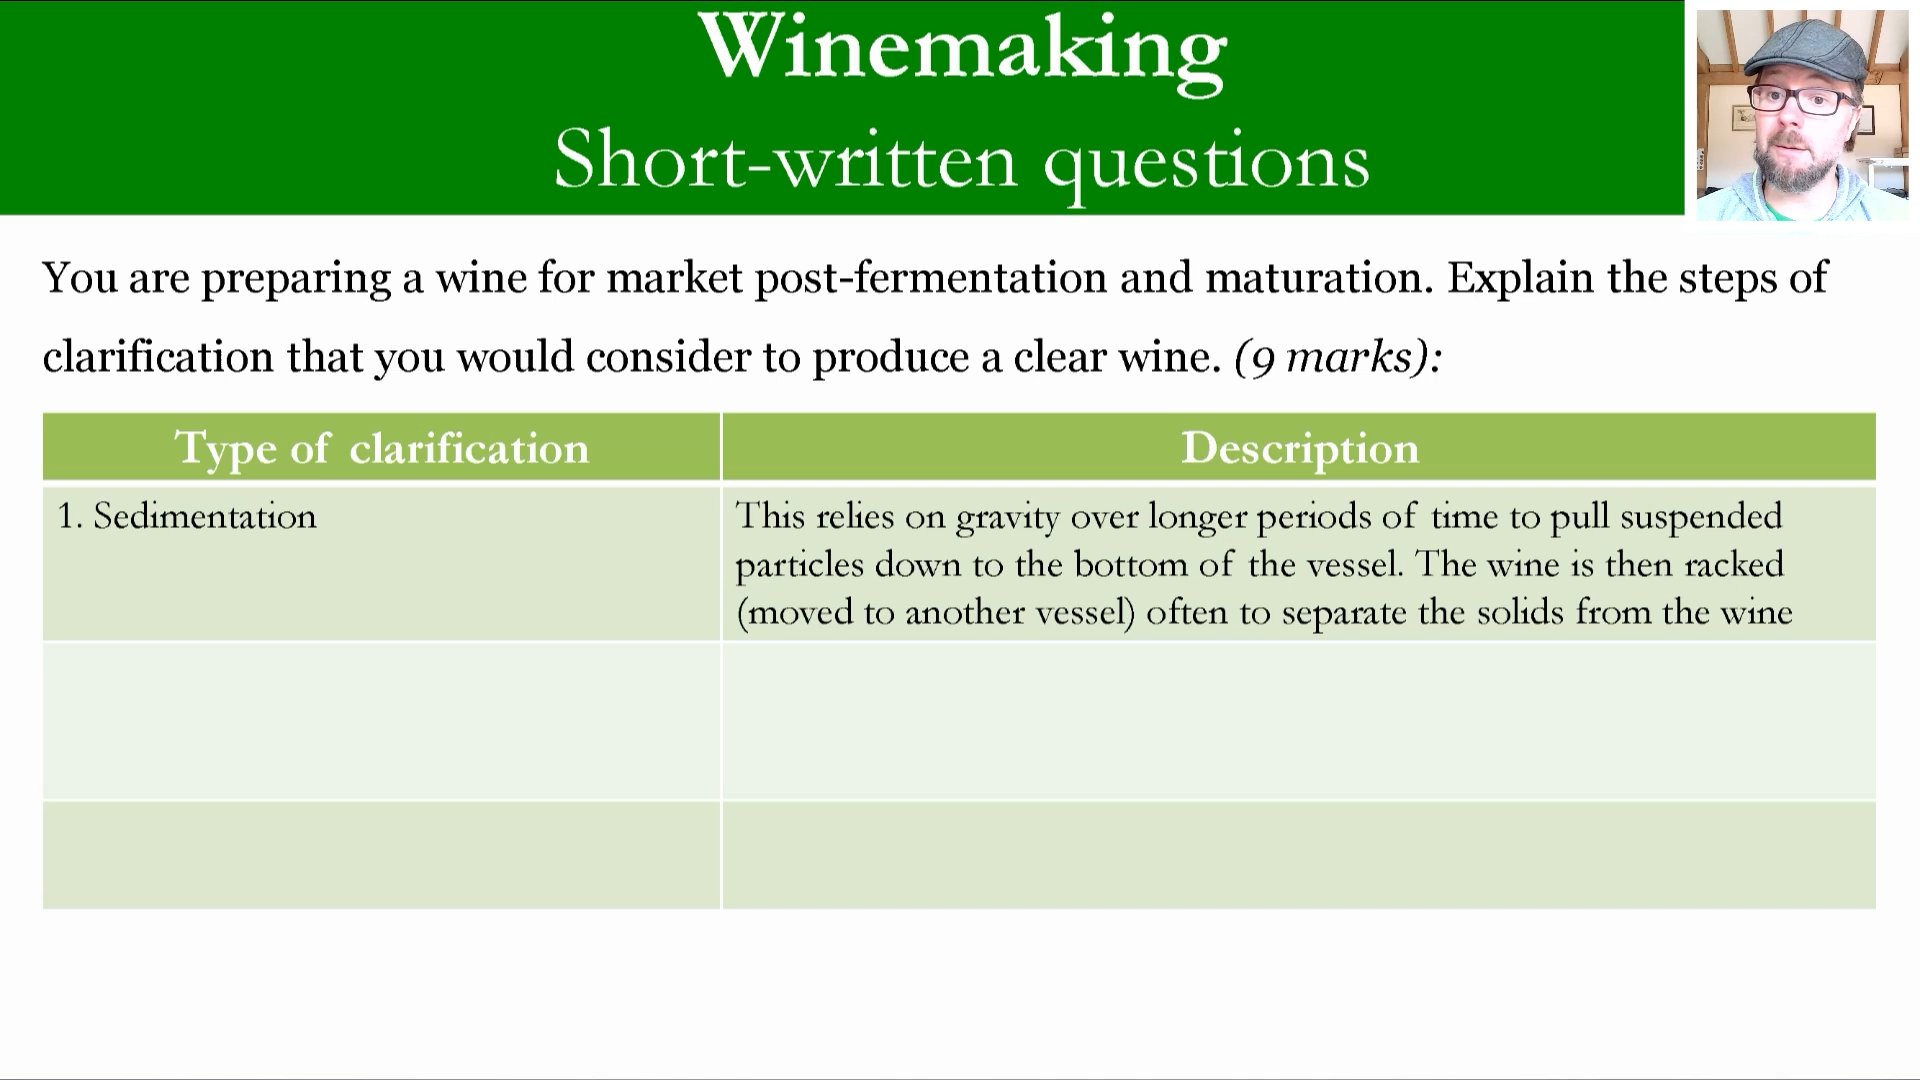 Winemaking
Short-written questions
You are preparing a wine for market post-fermentation and maturation. Explain the steps of
clarification that you would consider to produce a clear wine. (9 marks):
Type of clarification
Description
1. Sedimentation
This relies on gravity over longer periods of time to pull suspended
particles down to the bottom of the vessel. The wine is then racked
(moved to another vessel) often to separate the solids from the wine